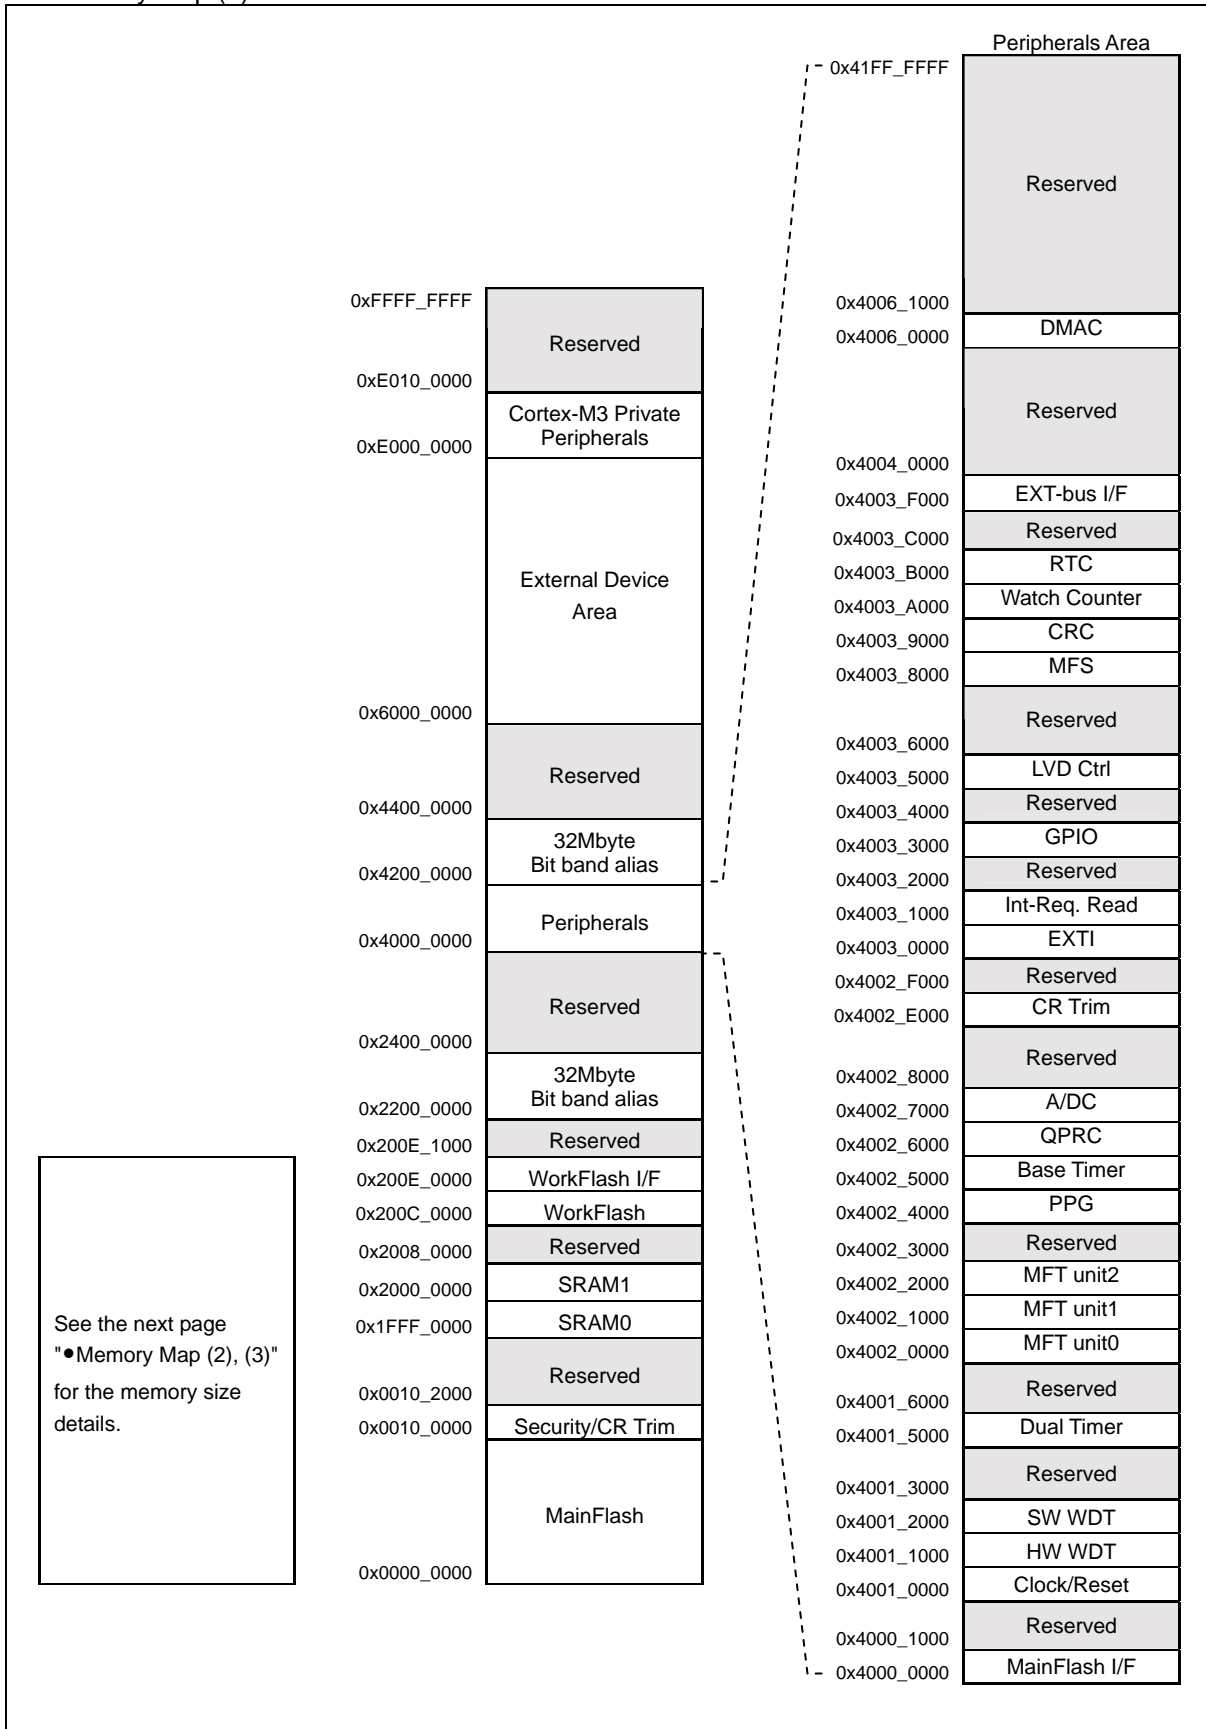 Peripherals Area
0x41FF_FFFF
Reserved
0x4006_1000
DMAC
0x4006_0000
Reserved
0x4004_0000
EXT-bus I/F
0x4003_F000
Reserved
0x4003_C000
RTC
0x4003_B000
Watch Counter
0x4003_A000
CRC
0x4003_9000
MFS
0x4003_8000
Reserved
0x4003_6000
LVD Ctrl
0x4003_5000
Reserved
0x4003_4000
GPIO
0x4003_3000
Reserved
0x4003_2000
Int-Req. Read
0x4003_1000
EXTI
0x4003_0000
Reserved
0x4002_F000
CR Trim
0x4002_E000
Reserved
0x4002_8000
A/DC
0x4002_7000
QPRC
0x4002_6000
Base Timer
0x4002_5000
PPG
0x4002_4000
Reserved
0x4002_3000
MFT unit2
0x4002_2000
MFT unit1
0x4002_1000
MFT unit0
0x4002_0000
Reserved
0x4001_6000
Dual Timer
0x4001_5000
Reserved
0x4001_3000
SW WDT
0x4001_2000
HW WDT
0x4001_1000
Clock/Reset
0x4001_0000
Reserved
0x4000_1000
MainFlash I/F
0x4000_0000
0xFFFF_FFFF
Reserved
0xE010_0000
Cortex-M3 Private
Peripherals
0xE000_0000
External Device
Area
0x6000_0000
Reserved
0x4400_0000
32Mbyte
Bit band alias
0x4200_0000
Peripherals
0x4000_0000
Reserved
0x2400_0000
32Mbyte
Bit band alias
0x2200_0000
Reserved
0x200E_1000
WorkFlash I/F
0x200E_0000
WorkFlash
0x200C_0000
Reserved
0x2008_0000
SRAM1
0x2000_0000
SRAM0
0x1FFF_0000
Reserved
0x0010_2000
Security/CR Trim
0x0010_0000
MainFlash
0x0000_0000
See the next page
"●Memory Map (2), (3)"
for the memory size
details.